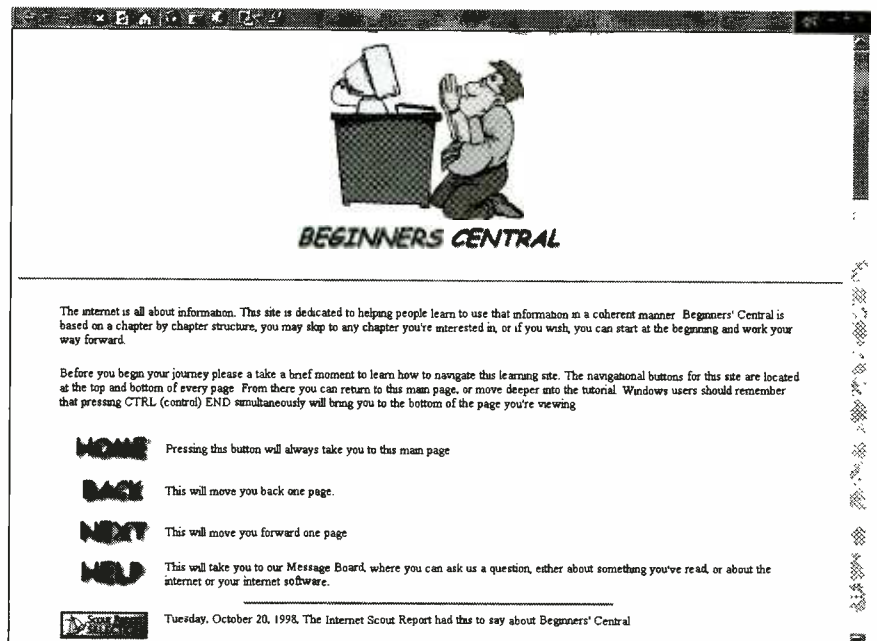 BEGINNERS CENTRAL
The internet is all about information. This site is dedicated to helping people learn to use that information in a coherent manner Beginners' Central is
based on a chapter by chapter structure, you may skip to any chapter you're interested in, or if you wish, you can start at the beginning and work your
way forward.
Before you begin your journey please a take a brief moment to learn how to navigate this learning site. The navigational buttons for this site are located
at the top and bottom of every page From there you can return to this main page, or move deeper into the tutorial Windows users should remember
that pressing CTRL (control) END simultaneously will bring you to the bottom of the page you're viewing
HOME Pressing this button will always take you to this main page
BACK This will move you back one page.
NEXT This will move you forward one page
HELP This will take you to our Message Board, where you can ask us a question, either about something you've read, or about the
internet or your internet software.
Scout Report
SELECTION
Tuesday, October 20, 1998, The Internet Scout Report had this to say about Beginners' Central